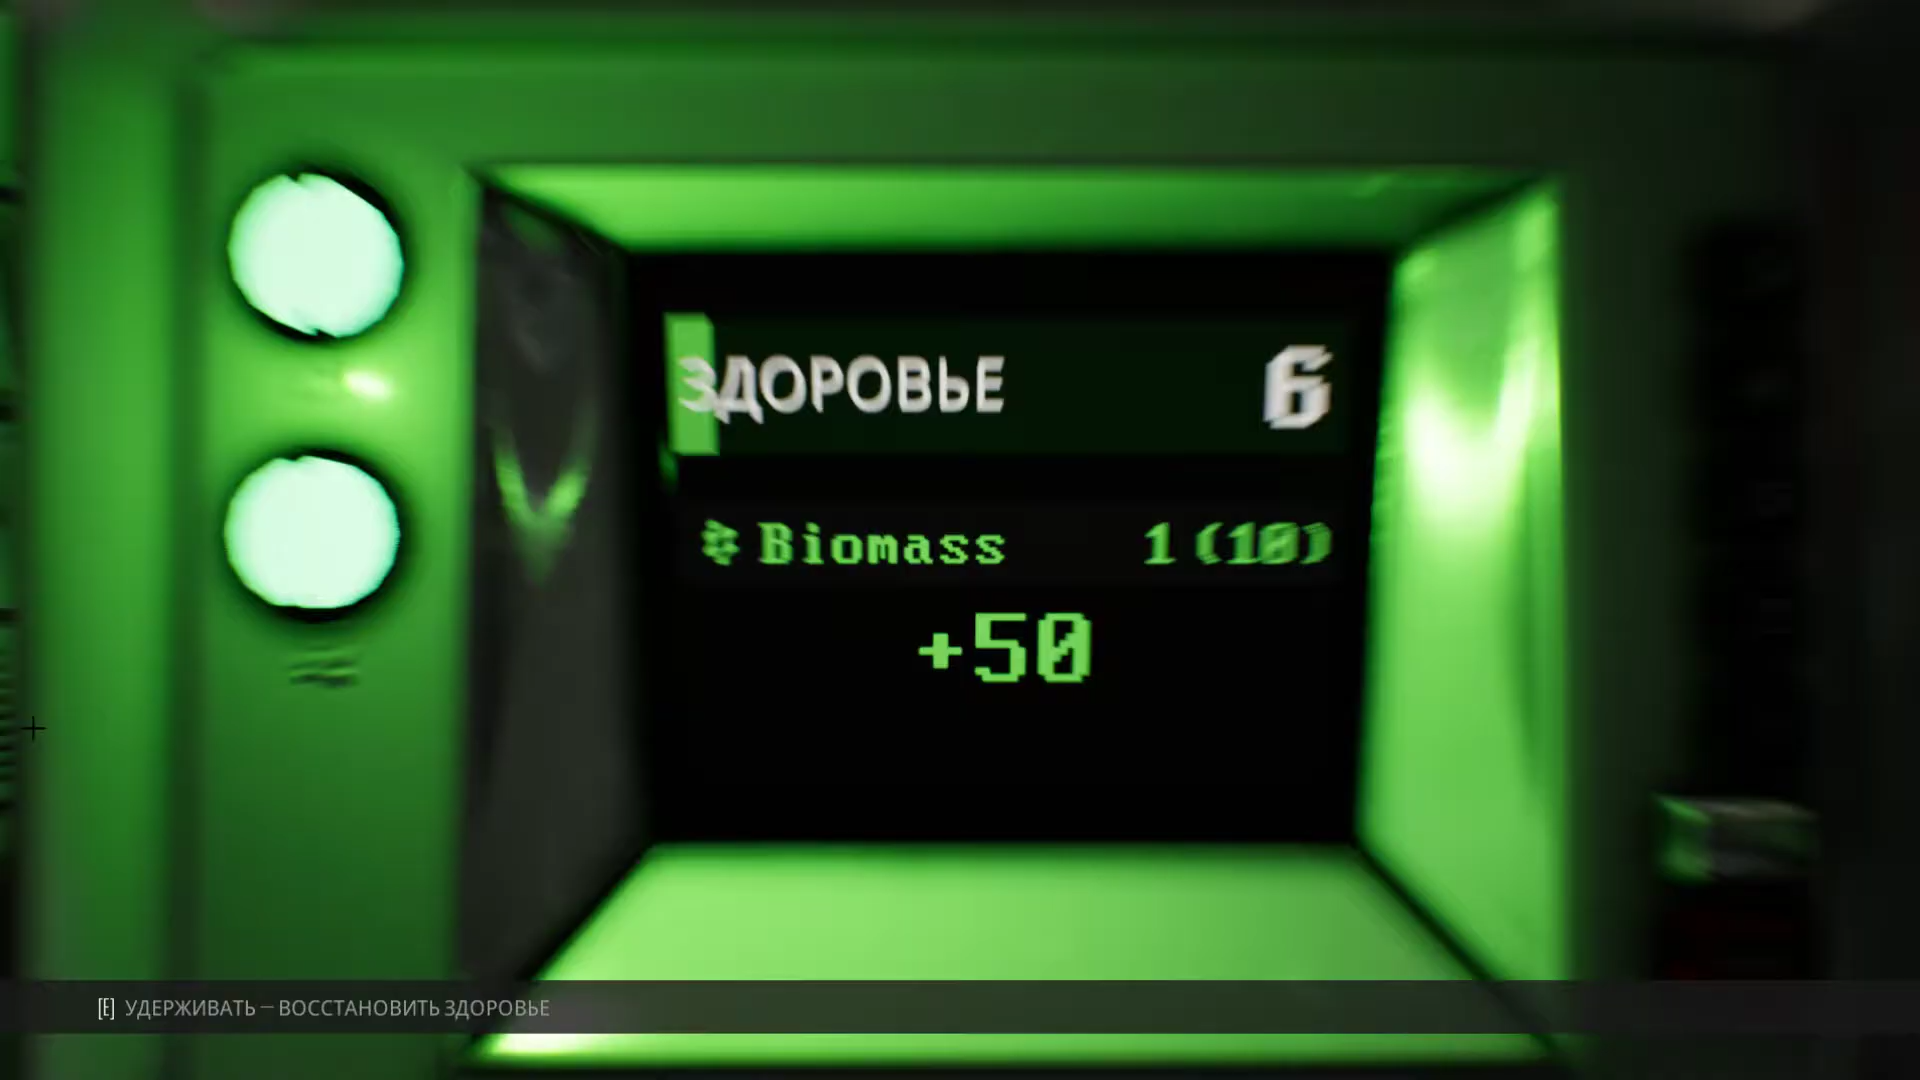 ЗДОРОВЬЕ 6
Biomass 1 (10)
+50
[E] УДЕРЖИВАТЬ — ВОССТАНОВИТЬ ЗДОРОВЬЕ